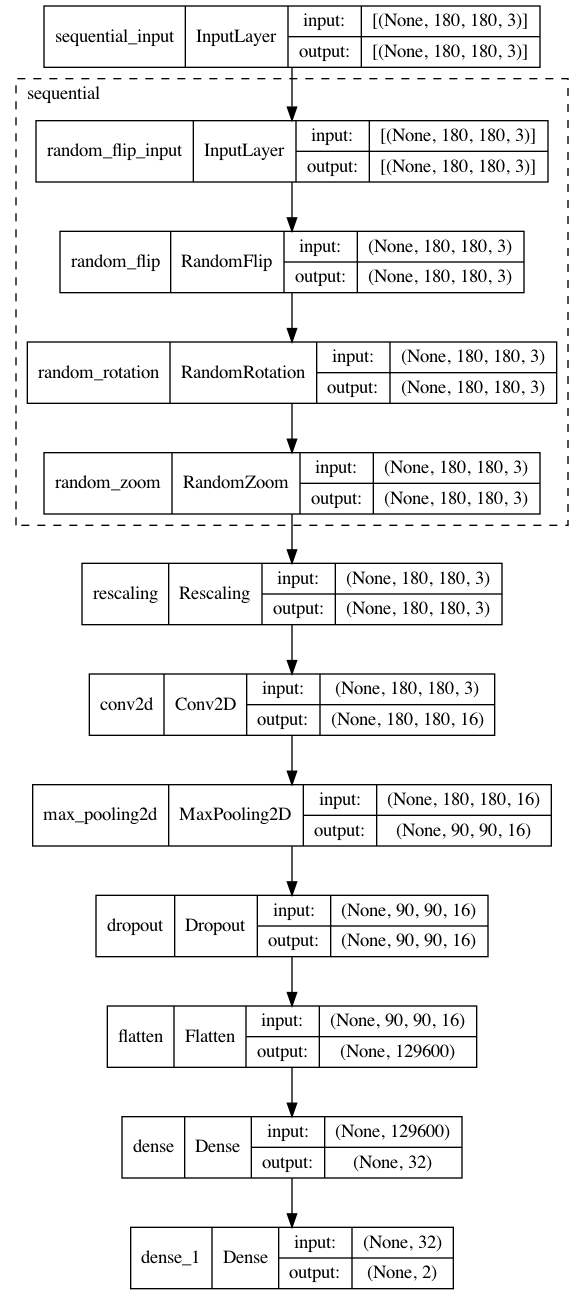 sequential_input InputLayer input: [(None, 180, 180, 3)]
output: [(None, 180, 180, 3)]
sequential
random_flip_input InputLayer input: [(None, 180, 180, 3)]
output: [(None, 180, 180, 3)]
random_flip RandomFlip input: (None, 180, 180, 3)
output: (None, 180, 180, 3)
random_rotation RandomRotation input: (None, 180, 180, 3)
output: (None, 180, 180, 3)
random_zoom RandomZoom input: (None, 180, 180, 3)
output: (None, 180, 180, 3)
rescaling Rescaling input: (None, 180, 180, 3)
output: (None, 180, 180, 3)
conv2d Conv2D input: (None, 180, 180, 3)
output: (None, 180, 180, 16)
max_pooling2d MaxPooling2D input: (None, 180, 180, 16)
output: (None, 90, 90, 16)
dropout Dropout input: (None, 90, 90, 16)
output: (None, 90, 90, 16)
flatten Flatten input: (None, 90, 90, 16)
output: (None, 129600)
dense Dense input: (None, 129600)
output: (None, 32)
dense_1 Dense input: (None, 32)
output: (None, 2)